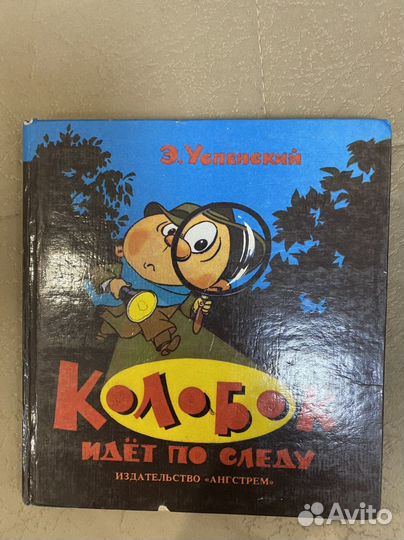 Э. Успенский
КОЛОБОК
ИДЁТ ПО СЛЕДУ
ИЗДАТЕЛЬСТВО «АНГСТРЕМ»
Avito